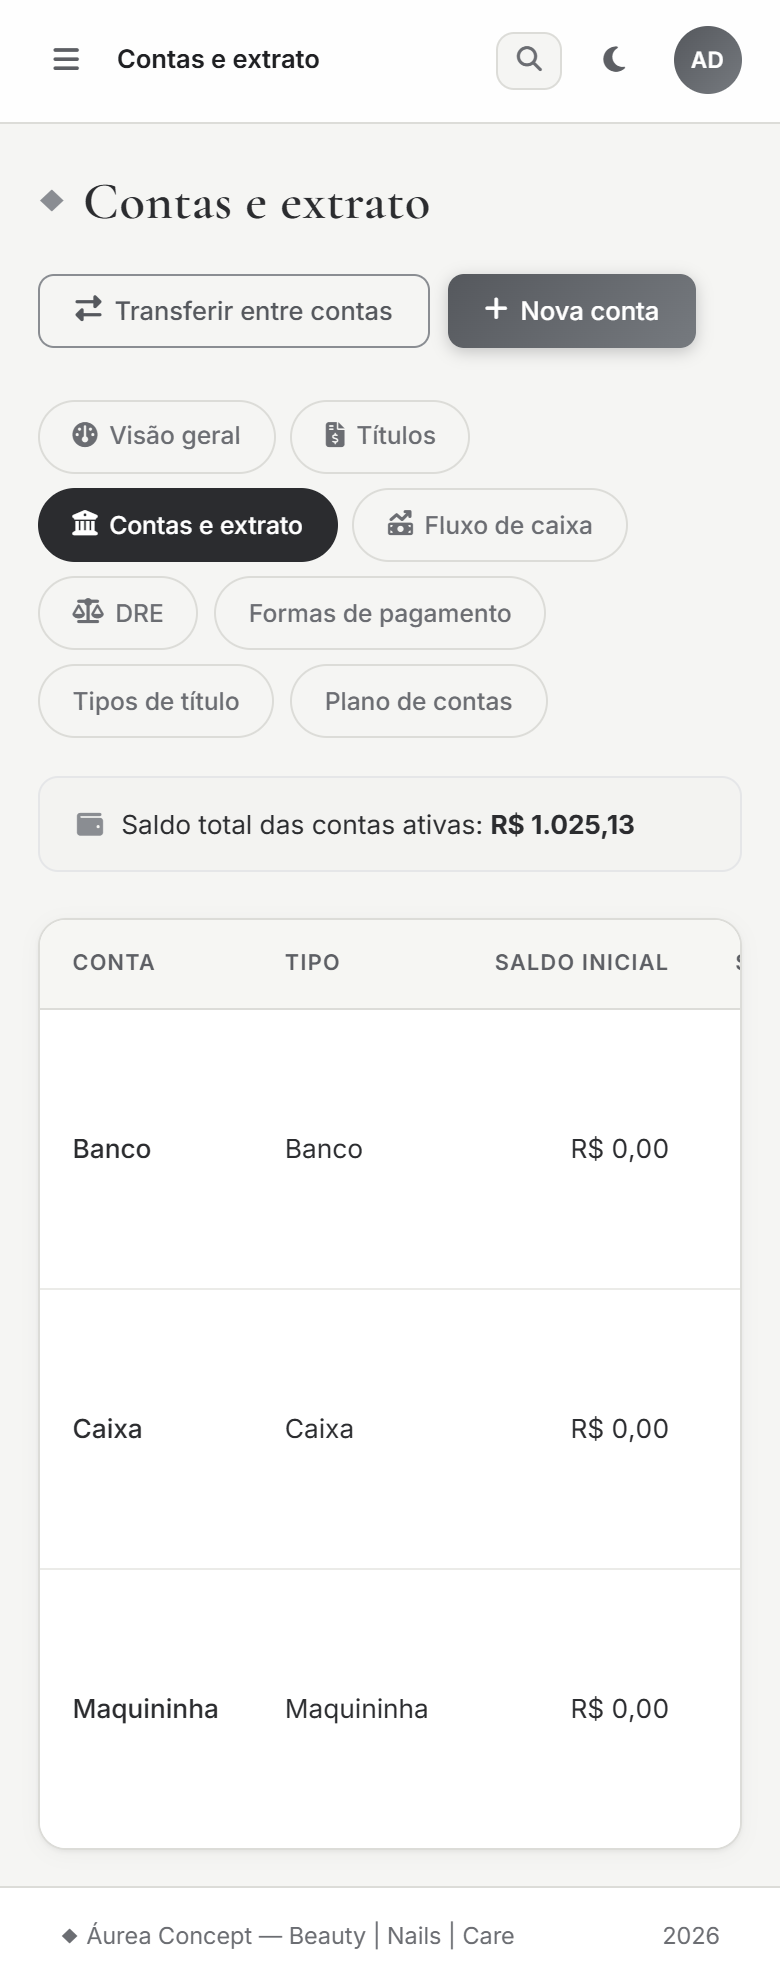 Contas e extrato AD
Contas e extrato
Transferir entre contas Nova conta
Visão geral Títulos
Contas e extrato Fluxo de caixa
DRE Formas de pagamento
Tipos de título Plano de contas
Saldo total das contas ativas: R$ 1.025,13
CONTA TIPO SALDO INICIAL
Banco Banco R$ 0,00
Caixa Caixa R$ 0,00
Maquininha Maquininha R$ 0,00
Áurea Concept — Beauty | Nails | Care 2026